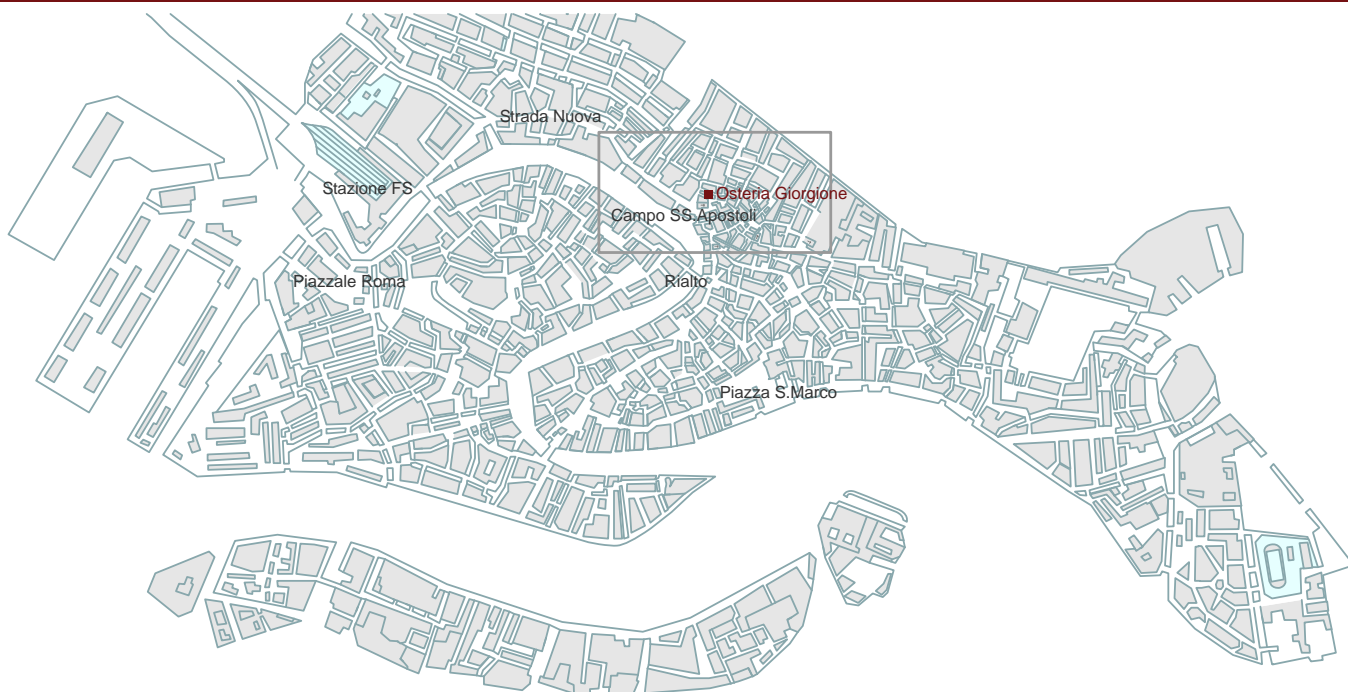 Strada Nuova
Stazione FS
Osteria Giorgione
Campo SS.Apostoli
Piazzale Roma
Rialto
Piazza S.Marco